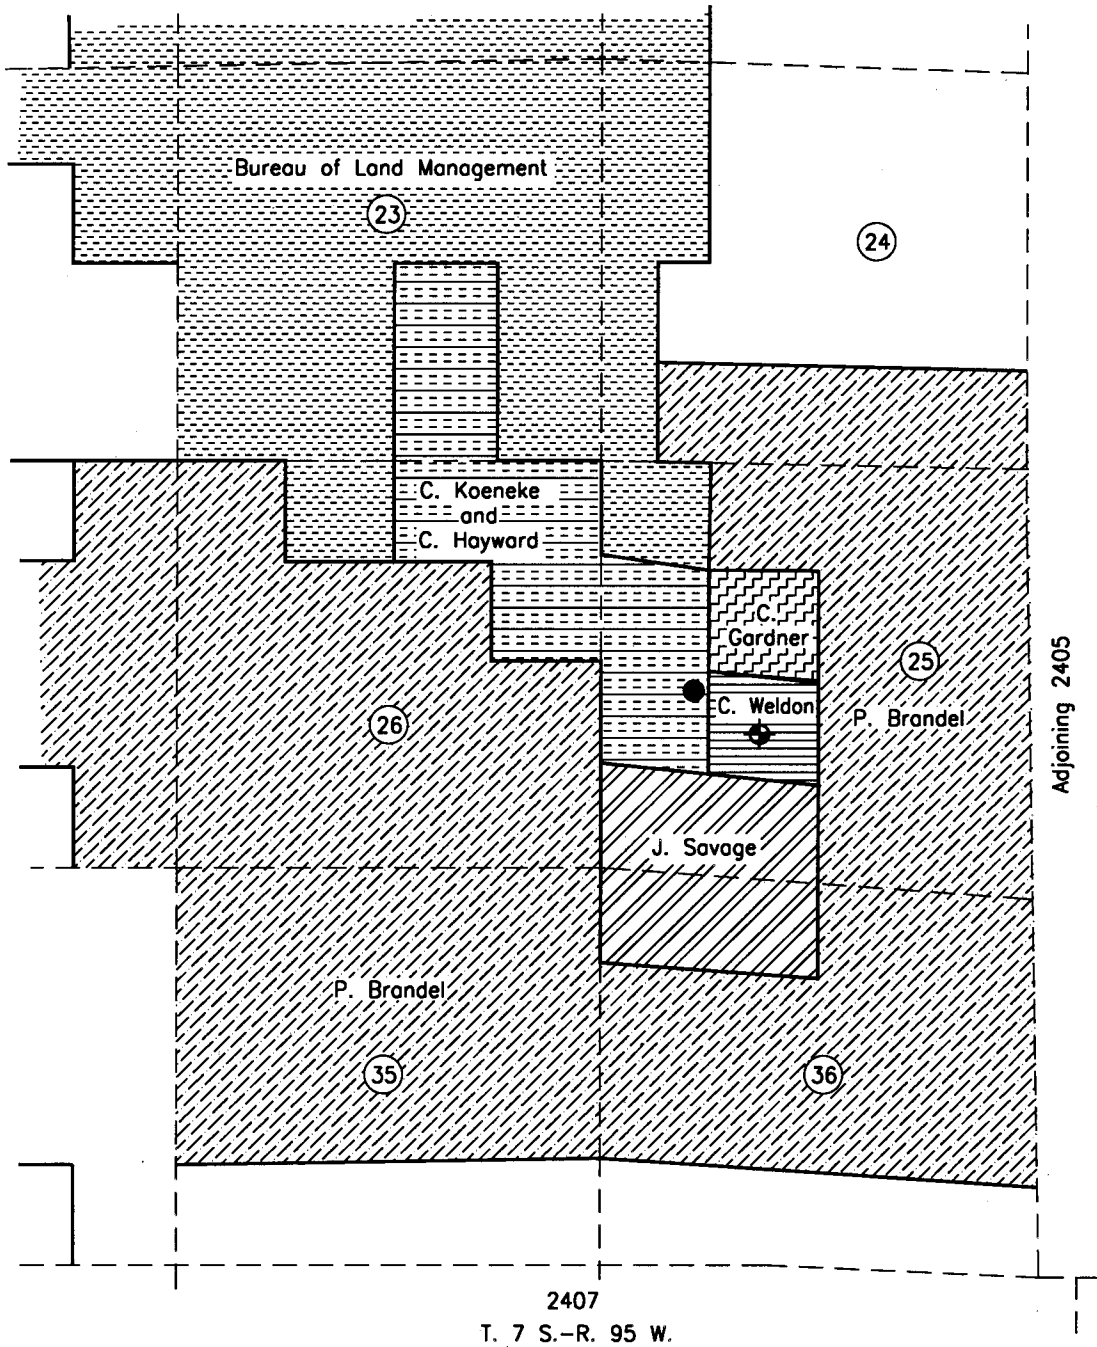 Bureau of Land Management
23
24
C. Koeneke
and
C. Hayward
C.
Gardner
25
C. Weldon
P. Brandel
26
Adjoining 2405
J. Savage
P. Brandel
35
36
2407
T. 7 S.-R. 95 W.